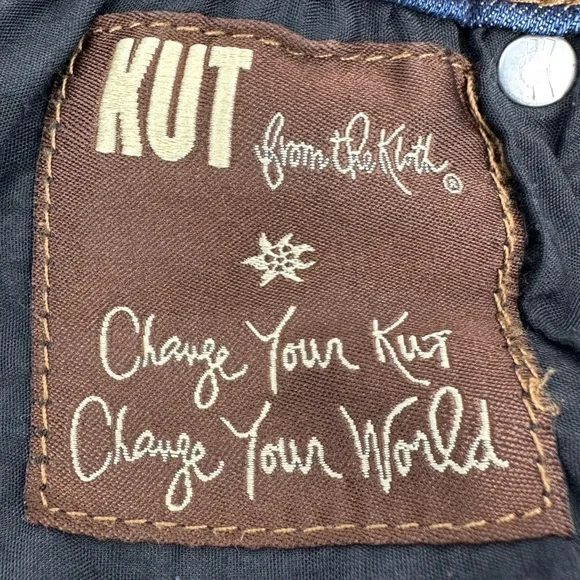 KUT from the Kloth®
Change Your Kut
Change Your World